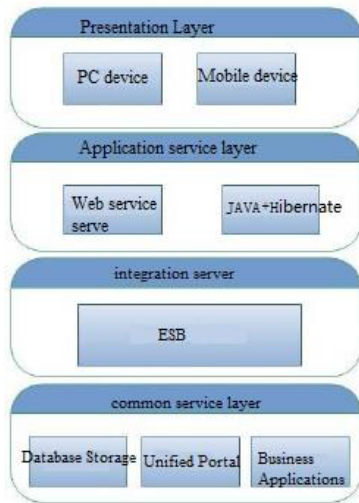 Presentation Layer
PC device
Mobile device
Application service layer
Web service
serve
JAVA+Hibernate
integration server
ESB
common service layer
Database Storage
Unified Portal
Business
Applications